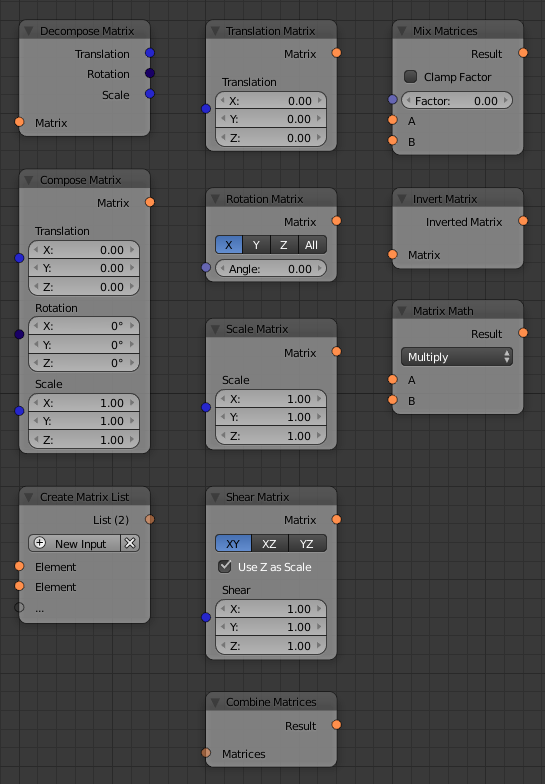 Decompose Matrix
Translation
Rotation
Scale
Matrix
Compose Matrix
Matrix
Translation
X: 0.00
Y: 0.00
Z: 0.00
Rotation
X: 0°
Y: 0°
Z: 0°
Scale
X: 1.00
Y: 1.00
Z: 1.00
Create Matrix List
List (2)
New Input
Element
Element
...
Translation Matrix
Matrix
Translation
X: 0.00
Y: 0.00
Z: 0.00
Rotation Matrix
Matrix
X Y Z All
Angle: 0.00
Scale Matrix
Matrix
Scale
X: 1.00
Y: 1.00
Z: 1.00
Shear Matrix
Matrix
XY XZ YZ
Use Z as Scale
Shear
X: 1.00
Y: 1.00
Z: 1.00
Combine Matrices
Result
Matrices
Mix Matrices
Result
Clamp Factor
Factor: 0.00
A
B
Invert Matrix
Inverted Matrix
Matrix
Matrix Math
Result
Multiply
A
B